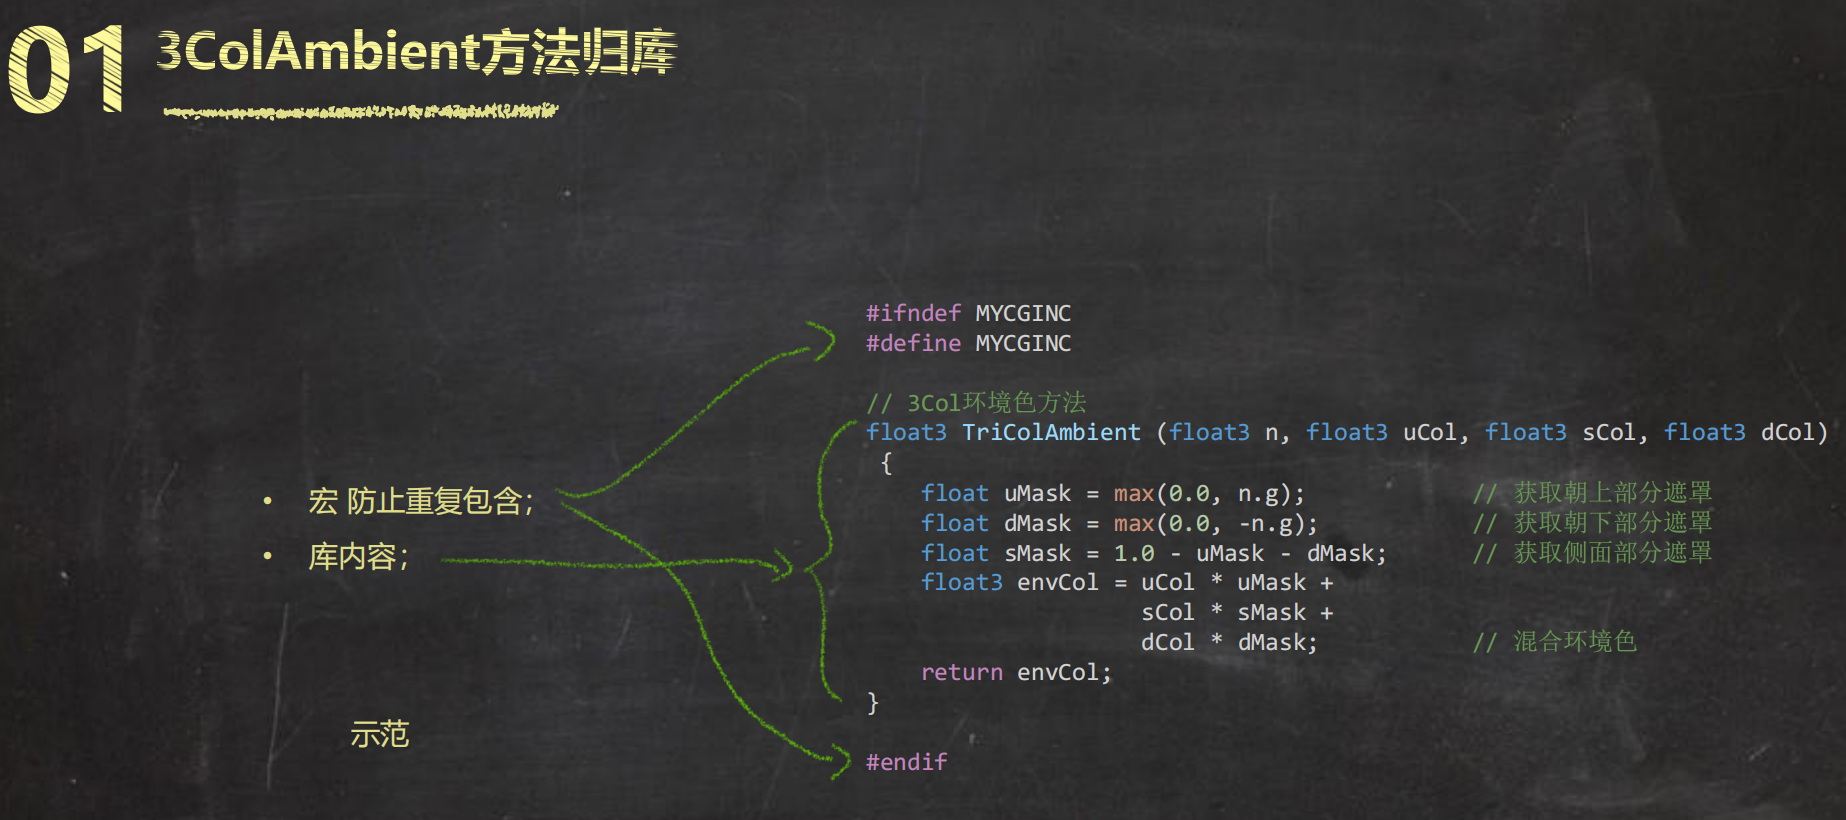 01 3ColAmbient方法归库
#ifndef MYCGINC
#define MYCGINC
// 3Col环境色方法
float3 TriColAmbient (float3 n, float3 uCol, float3 sCol, float3 dCol)
{
float uMask = max(0.0, n.g); // 获取朝上部分遮罩
float dMask = max(0.0, -n.g); // 获取朝下部分遮罩
float sMask = 1.0 - uMask - dMask; // 获取侧面部分遮罩
float3 envCol = uCol * uMask +
sCol * sMask +
dCol * dMask; // 混合环境色
return envCol;
}
#endif
• 宏 防止重复包含；
• 库内容；
示范